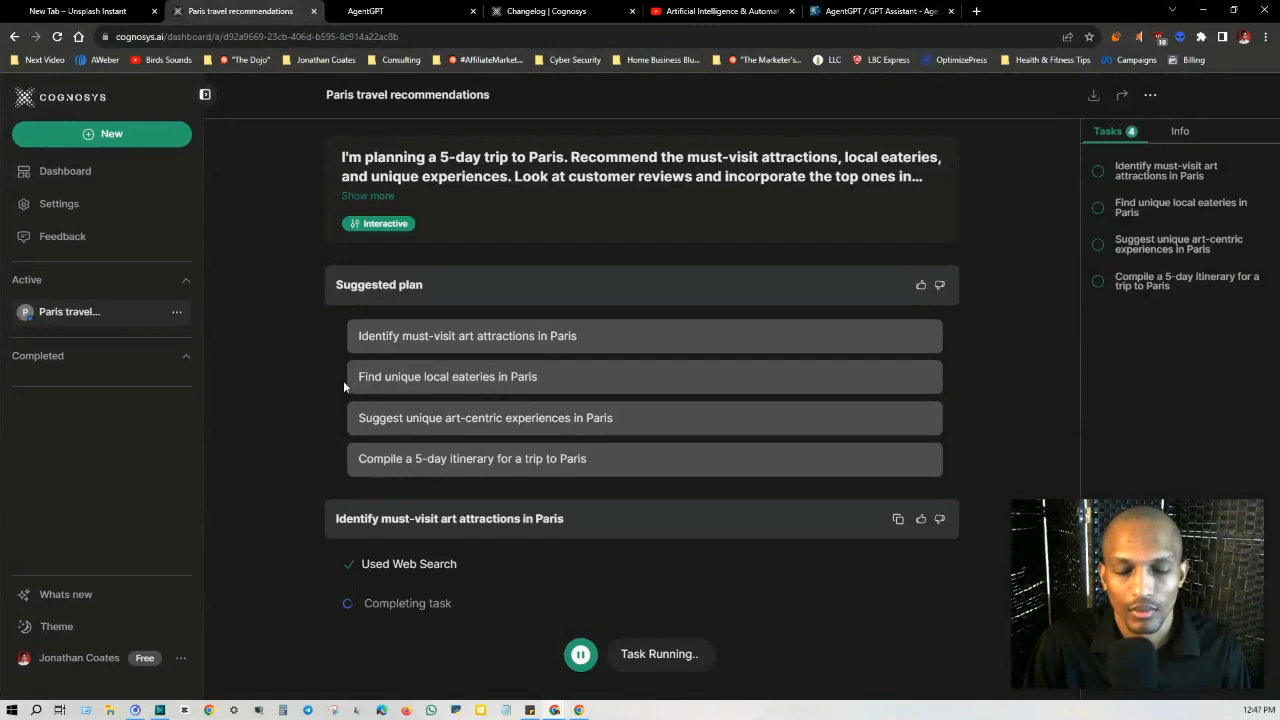 New Tab – Unsplash Instant
Paris travel recommendations
AgentGPT
Changelog | Cognosys
Artificial Intelligence & Automat
AgentGPT / GPT Assistant - Age
cognosys.ai/dashboard/a/d92a9669-23cb-406d-b595-8c914a22ac8b
Next Video
AWeber
Birds Sounds
"The Dojo"
Jonathan Coates
Consulting
#AffiliateMarket...
Cyber Security
Home Business Blu...
"The Marketer's...
LLC
LBC Express
OptimizePress
Health & Fitness Tips
Campaigns
Billing
COGNOSYS
New
Dashboard
Settings
Feedback
Active
P
Paris travel...
Completed
Whats new
Theme
Jonathan Coates
Free
Paris travel recommendations
I'm planning a 5-day trip to Paris. Recommend the must-visit attractions, local eateries,
and unique experiences. Look at customer reviews and incorporate the top ones in...
Show more
Interactive
Suggested plan
Identify must-visit art attractions in Paris
Find unique local eateries in Paris
Suggest unique art-centric experiences in Paris
Compile a 5-day itinerary for a trip to Paris
Identify must-visit art attractions in Paris
Used Web Search
Completing task
Task Running..
Tasks 4
Info
Identify must-visit art
attractions in Paris
Find unique local eateries in
Paris
Suggest unique art-centric
experiences in Paris
Compile a 5-day itinerary for a
trip to Paris
12:47 PM